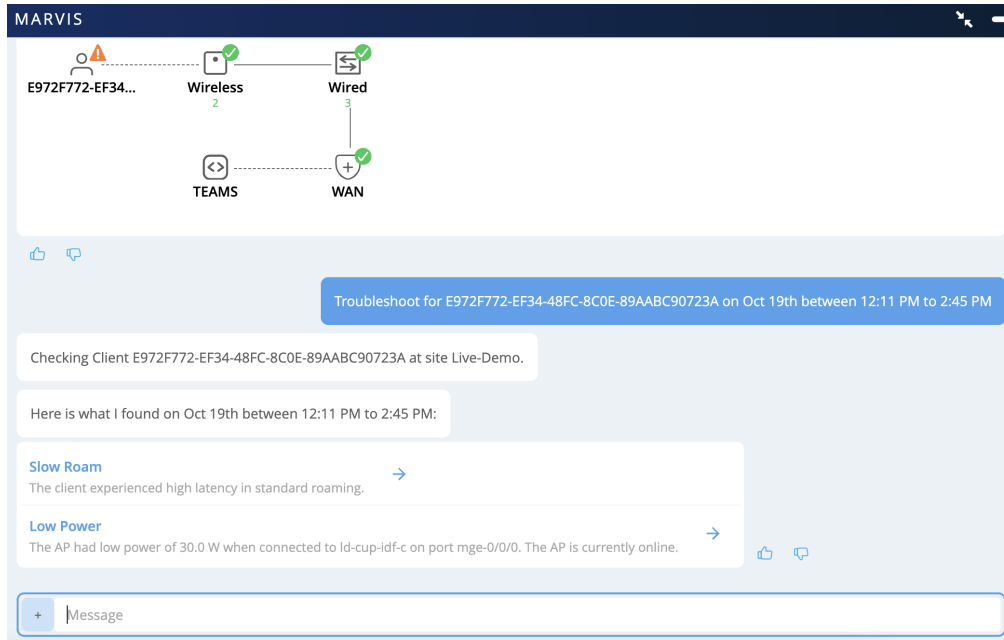 MARVIS
E972F772-EF34...
Wireless
2
Wired
3
TEAMS
WAN
Troubleshoot for E972F772-EF34-48FC-8C0E-89AABC90723A on Oct 19th between 12:11 PM to 2:45 PM
Checking Client E972F772-EF34-48FC-8C0E-89AABC90723A at site Live-Demo.
Here is what I found on Oct 19th between 12:11 PM to 2:45 PM:
Slow Roam
The client experienced high latency in standard roaming.
Low Power
The AP had low power of 30.0 W when connected to ld-cup-idf-c on port mge-0/0/0. The AP is currently online.
+ Message